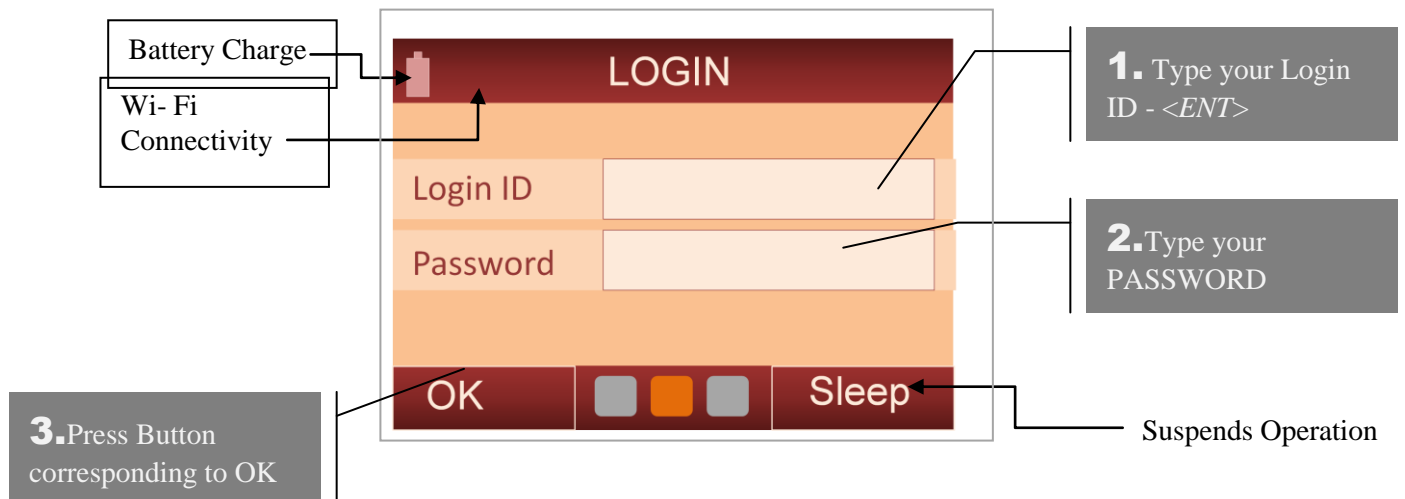 Battery Charge
Wi- Fi
Connectivity
LOGIN
Login ID
Password
OK
Sleep
1. Type your Login
ID - <ENT>
2.Type your
PASSWORD
3.Press Button
corresponding to OK
Suspends Operation